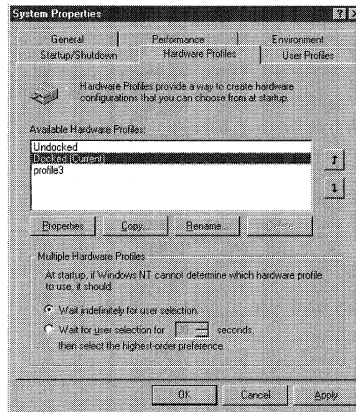 System Properties
General
Performance
Environment
Startup/Shutdown
Hardware Profiles
User Profiles
Hardware Profiles provide a way to create hardware
configurations that you can choose from at startup.
Available Hardware Profiles:
Undocked
Docked (Current)
profile3
Properties
Copy...
Rename...
Delete...
Multiple Hardware Profiles
At startup, if Windows NT cannot determine which hardware profile
to use, it should:
Wait indefinitely for user selection.
Wait for user selection for
seconds,
then select the highest-order preference.
OK
Cancel
Apply